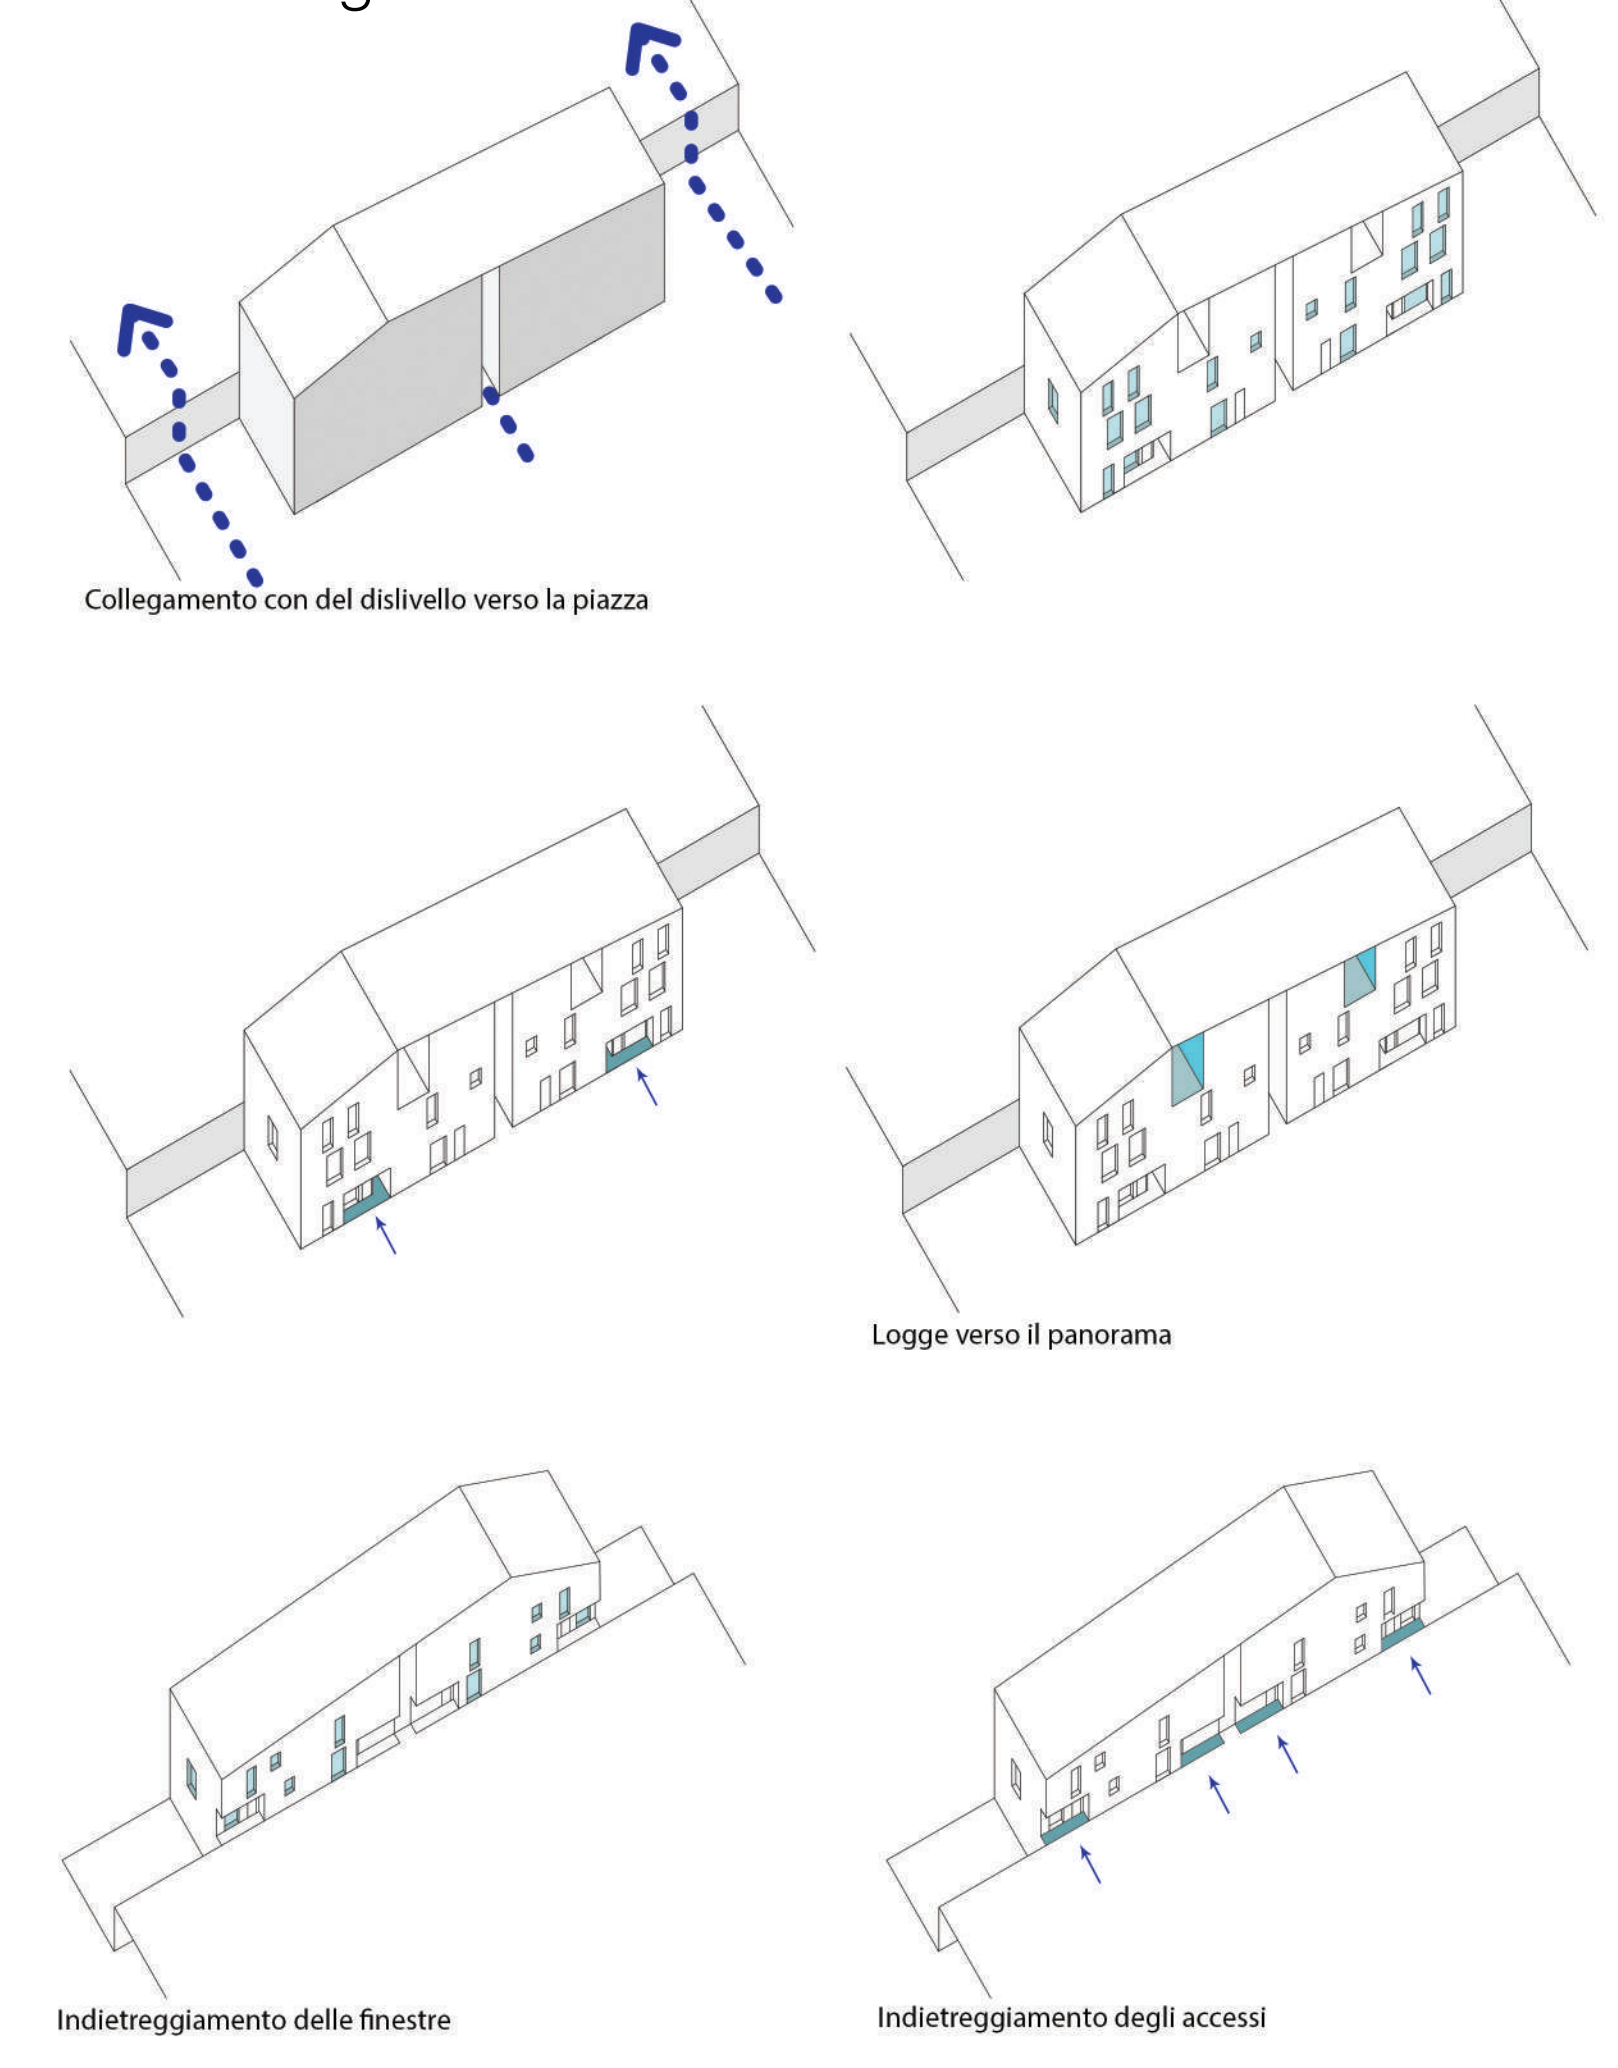 Collegamento con del dislivello verso la piazza
Logge verso il panorama
Indietreggiamento delle finestre
Indietreggiamento degli accessi